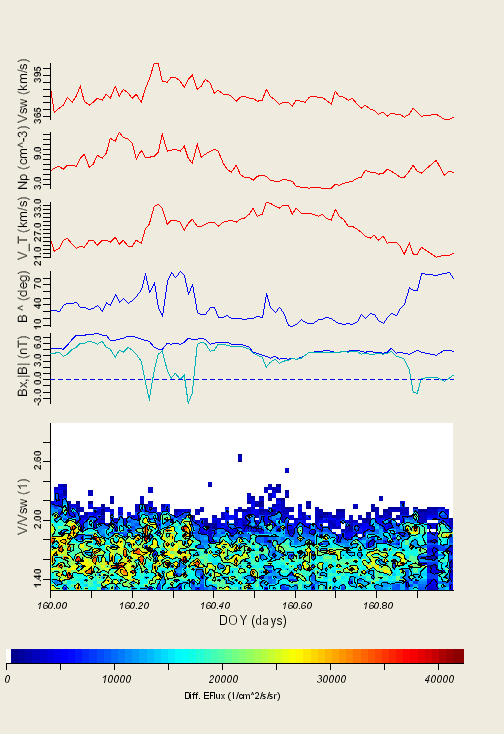 395
365
Vsw (km/s)
9.0
3.0
Np (cm^-3)
33.0
27.0
21.0
V_T (km/s)
70
40
10
B ^ (deg)
6.0
3.0
0.0
-3.0
Bx,|B| (nT)
2.60
2.00
1.40
V/Vsw (1)
160.00 160.20 160.40 160.60 160.80
DOY (days)
0 10000 20000 30000 40000
Diff. EFlux (1/cm^2/s/sr)